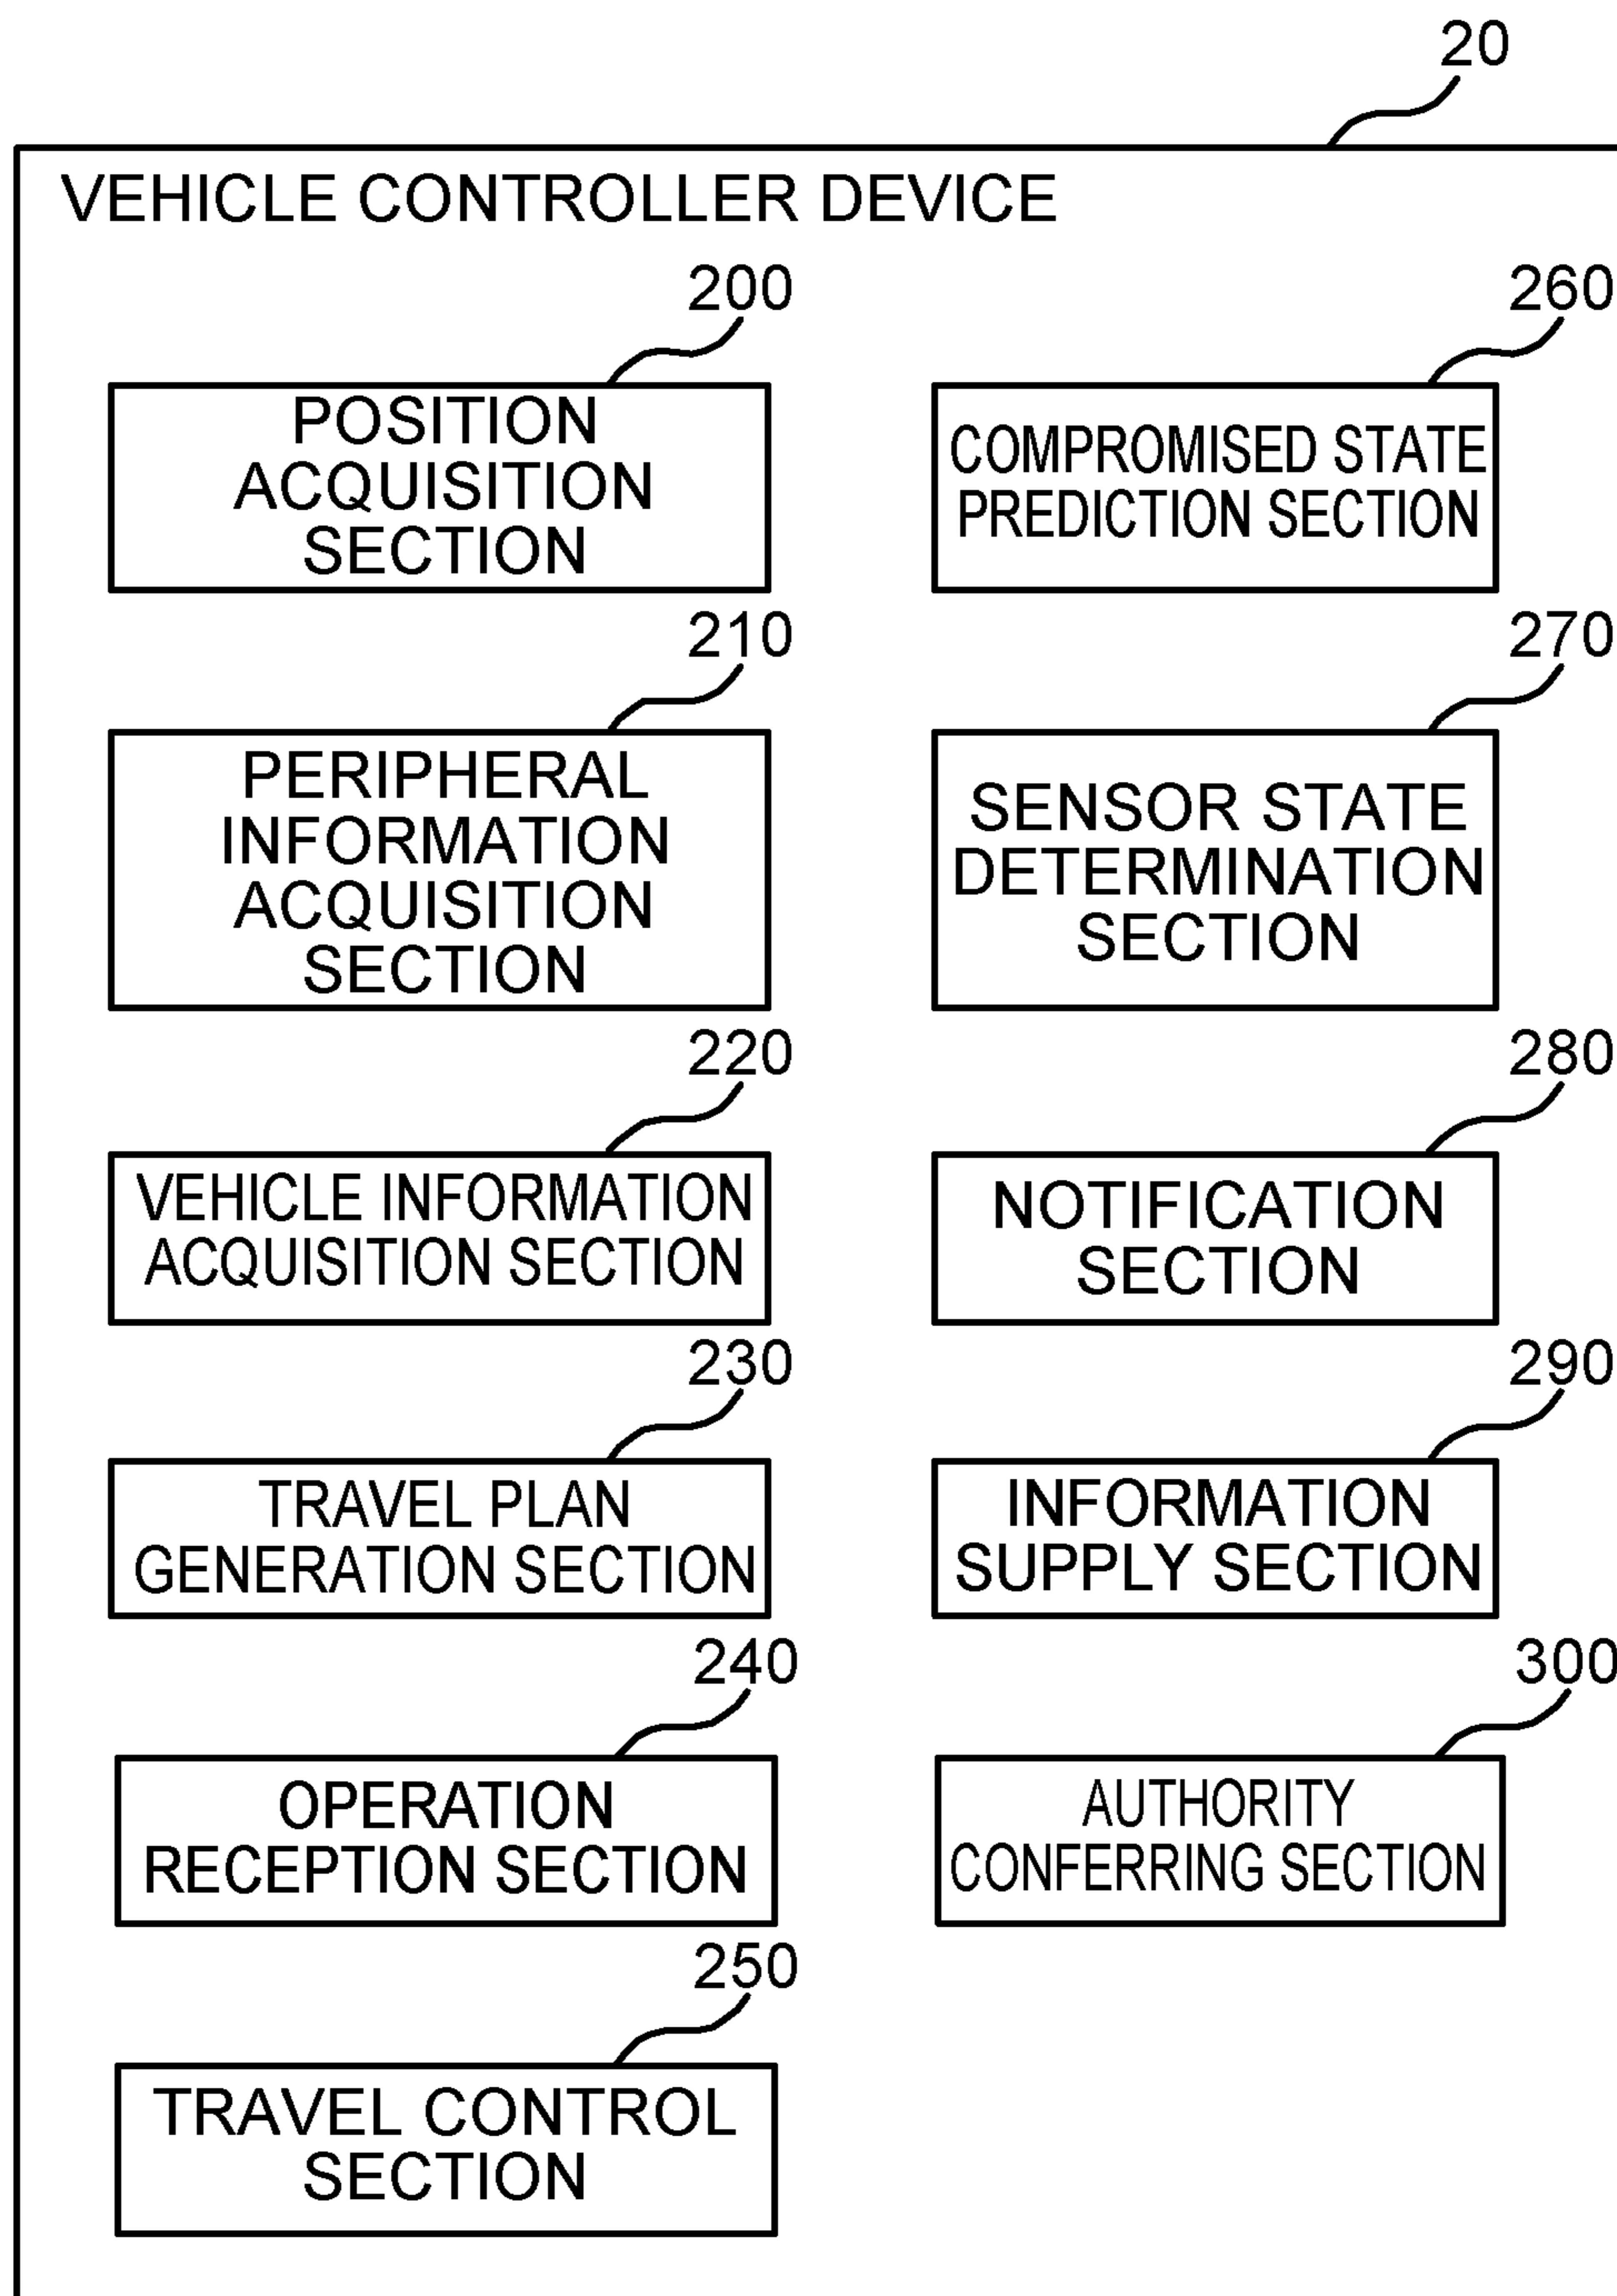 20
VEHICLE CONTROLLER DEVICE
200
POSITION
ACQUISITION
SECTION
210
PERIPHERAL
INFORMATION
ACQUISITION
SECTION
220
VEHICLE INFORMATION
ACQUISITION SECTION
230
TRAVEL PLAN
GENERATION SECTION
240
OPERATION
RECEPTION SECTION
250
TRAVEL CONTROL
SECTION
260
COMPROMISED STATE
PREDICTION SECTION
270
SENSOR STATE
DETERMINATION
SECTION
280
NOTIFICATION
SECTION
290
INFORMATION
SUPPLY SECTION
300
AUTHORITY
CONFERRING SECTION